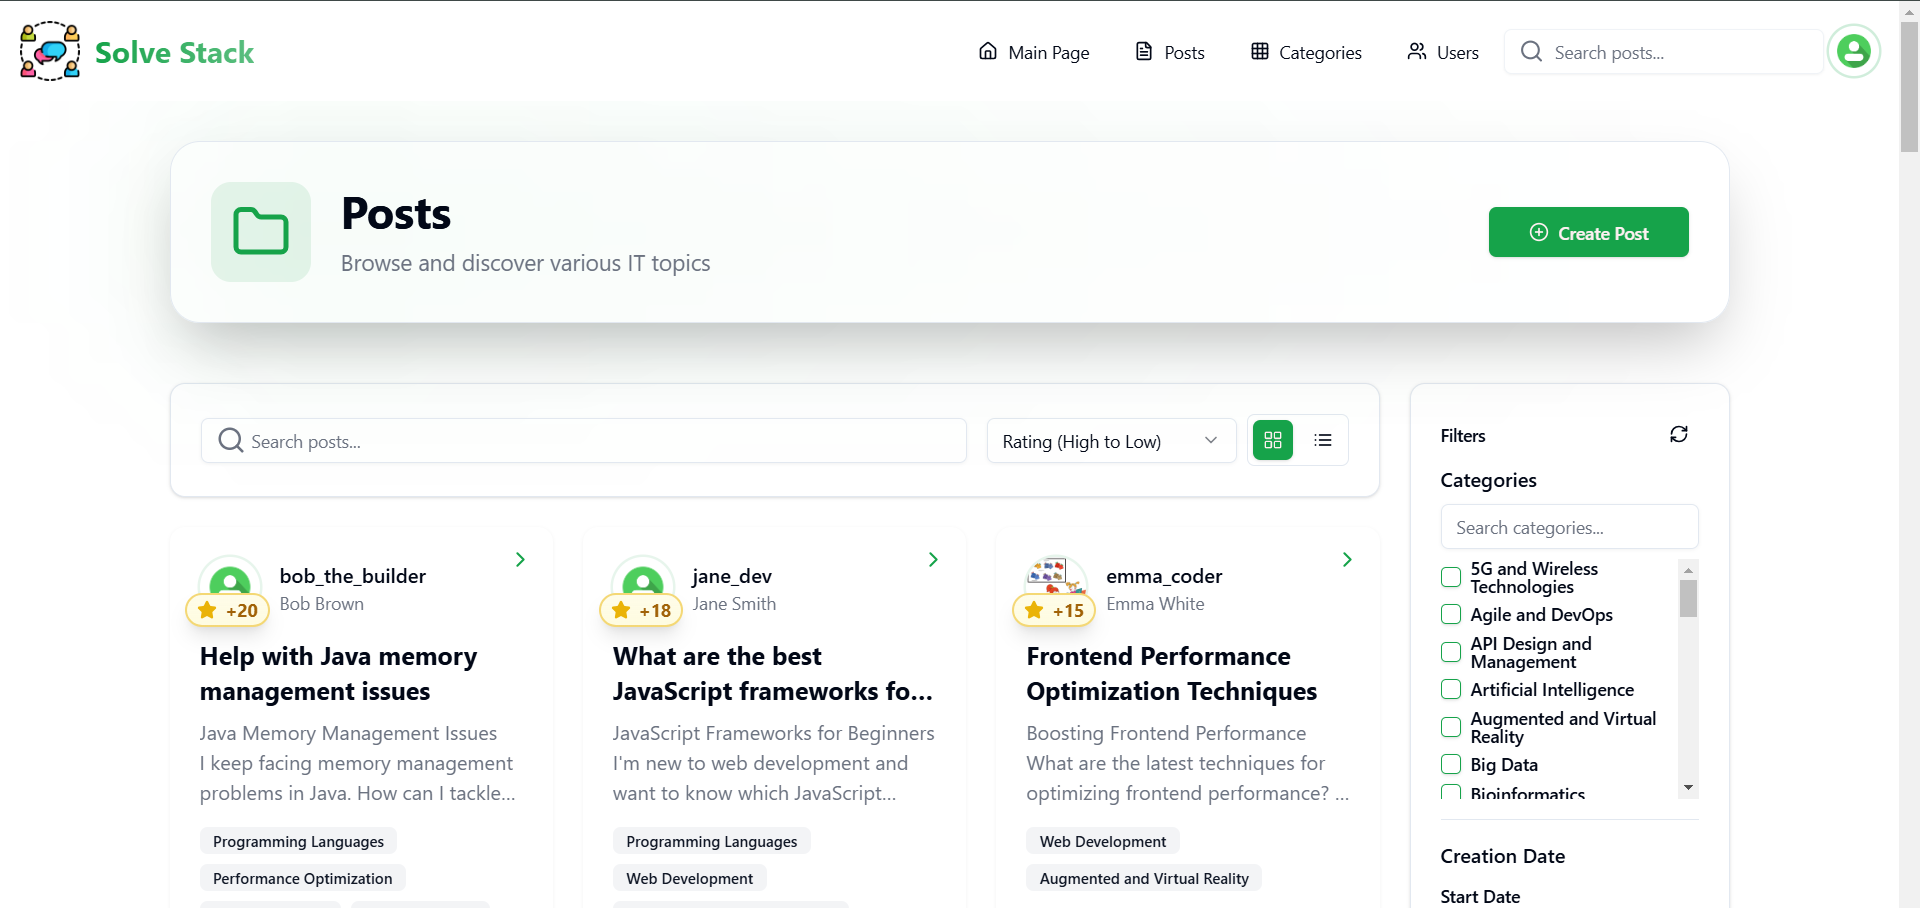 Solve Stack
Main Page
Posts
Categories
Users
Search posts...
Posts
Browse and discover various IT topics
Create Post
Search posts...
Rating (High to Low)
bob_the_builder
Bob Brown
+20
Help with Java memory
management issues
Java Memory Management Issues
I keep facing memory management
problems in Java. How can I tackle...
Programming Languages
Performance Optimization
jane_dev
Jane Smith
+18
What are the best
JavaScript frameworks fo...
JavaScript Frameworks for Beginners
I'm new to web development and
want to know which JavaScript...
Programming Languages
Web Development
emma_coder
Emma White
+15
Frontend Performance
Optimization Techniques
Boosting Frontend Performance
What are the latest techniques for
optimizing frontend performance? ...
Web Development
Augmented and Virtual Reality
Filters
Categories
Search categories...
5G and Wireless
Technologies
Agile and DevOps
API Design and
Management
Artificial Intelligence
Augmented and Virtual
Reality
Big Data
Bioinformatics
Creation Date
Start Date